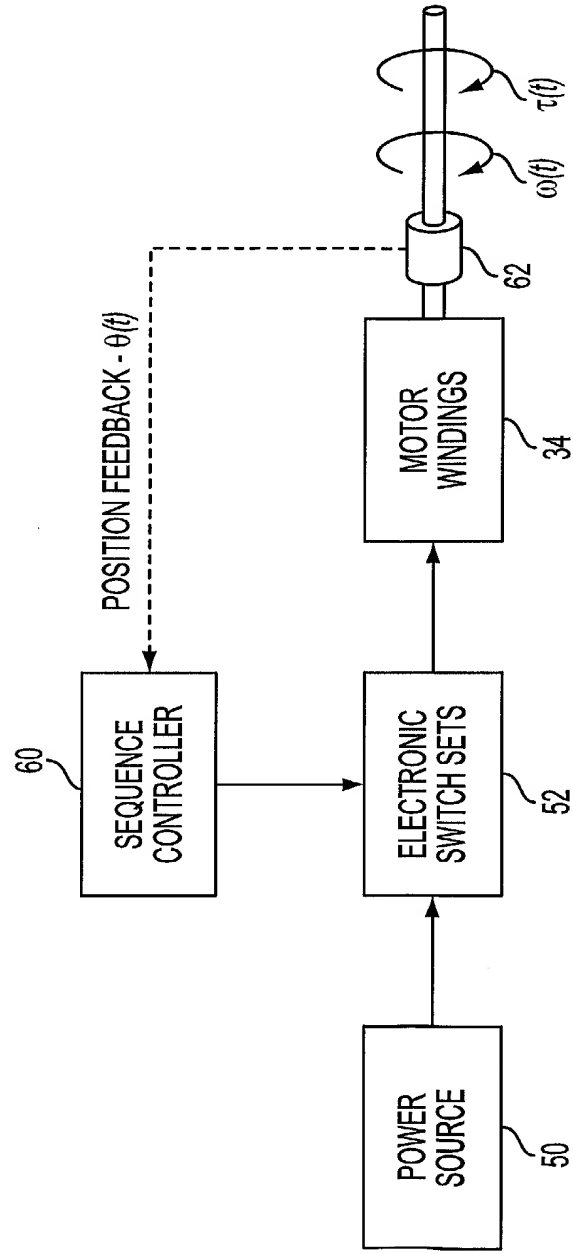 POSITION FEEDBACK - θ(t)
60
SEQUENCE
CONTROLLER
POWER
SOURCE
50
ELECTRONIC
SWITCH SETS
52
MOTOR
WINDINGS
34
62
ω(t)
τ(t)